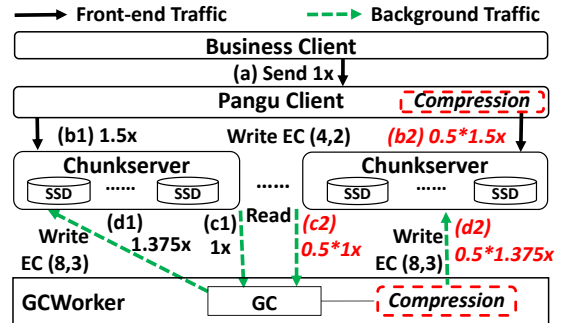 Front-end Traffic Background Traffic
Business Client
(a) Send 1x
Pangu Client Compression
(b1) 1.5x Write EC (4,2) (b2) 0.5*1.5x
Chunkserver Chunkserver
SSD ...... SSD ...... SSD ...... SSD
(d1) (c1) Read (c2) (d2)
Write 1.375x 1x 0.5*1x Write 0.5*1.375x
EC (8,3) EC (8,3)
GCWorker GC Compression